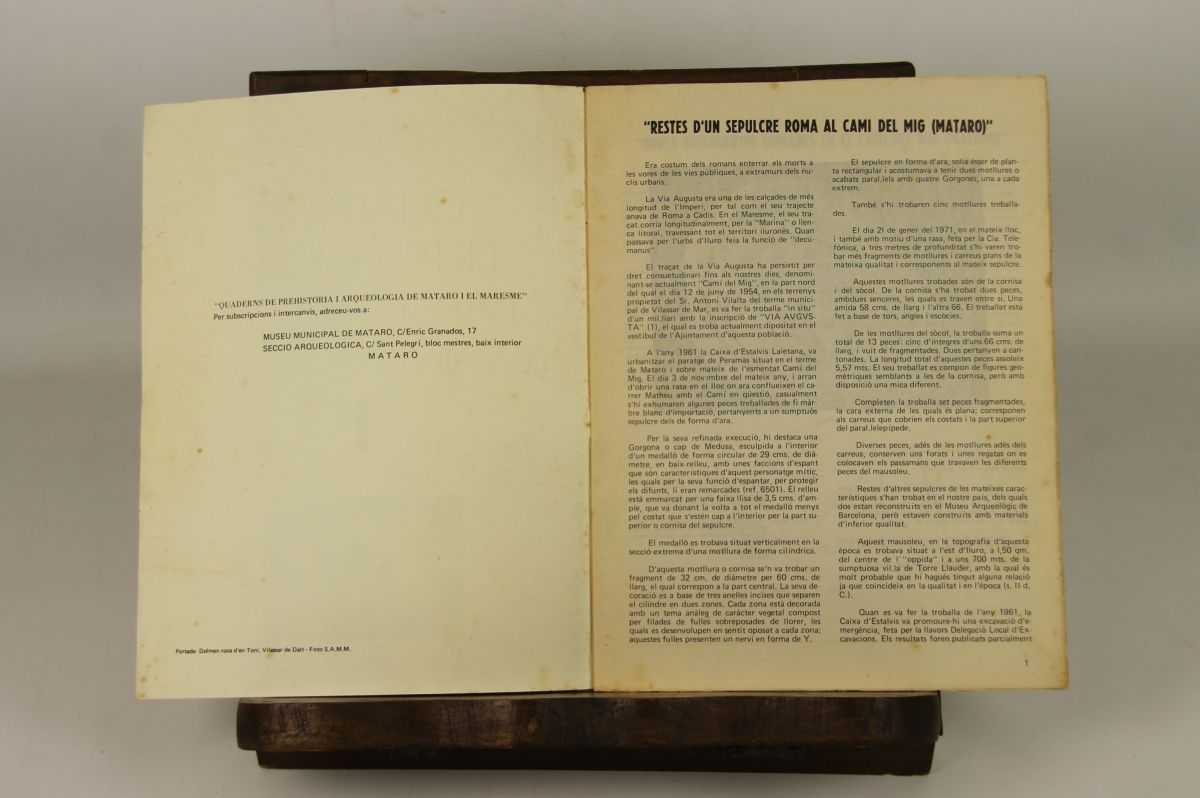 "QUADERNS DE PREHISTORIA I ARQUEOLOGIA DE MATARO I EL MARESME"
Per subscripcions i intercanvis, adreceu-vos a:
MUSEU MUNICIPAL DE MATARO, C/Enric Granados, 17
SECCIO ARQUEOLOGICA, C/ Sant Pelegrí, bloc mestres, baix interior
M A T A R O
Portada: Dolmen roca d'en Toni, Vilassar de Dalt - Foto S.A.M.M.
"RESTES D'UN SEPULCRE ROMA AL CAMI DEL MIG (MATARO)"
Era costum dels romans enterrar els morts a
les vores de les vies públiques, a extramurs dels nu-
clis urbans.
La Via Augusta era una de les calçades de més
longitud de l'Imperi, per tal com el seu trajecte
anava de Roma a Cadis. En el Maresme, el seu tra-
çat corria longitudinalment, per la "Marina" o llen-
ca litoral, travessant tot el territori iluronès. Quan
passava per l'urbs d'Iluro feia la funció de "decu-
manus".
El traçat de la Via Augusta ha persistit per
dret consuetudinari fins als nostres dies, denomi-
nant-se actualment "Camí del Mig", en la part nord
del qual el dia 12 de juny de 1954, en els terrenys
propietat del Sr. Antoni Vilalta del terme munici-
pal de Vilassar de Mar, es va fer la troballa "in situ"
d'un mil.liari amb la inscripció de "VIA AVGVS-
TA" (1), el qual es troba actualment dipositat en el
vestíbul de l'Ajuntament d'aquesta població.
A l'any 1961 la Caixa d'Estalvis Laietana, va
urbanitzar el paratge de Peramàs situat en el terme
de Mataró i sobre mateix de l'esmentat Camí del
Mig. El dia 3 de novembre del mateix any, i arran
d'obrir una rasa en el lloc on ara conflueixen el ca-
rrer Matheu amb el Camí en qüestió, casualment
s'hi exhumaren algunes peces treballades de fi màr-
bre blanc d'importació, pertanyents a un sumptuós
sepulcre dels de forma d'ara.
Per la seva refinada execució, hi destaca una
Gorgona o cap de Medusa, esculpida a l'interior
d'un medalló de forma circular de 29 cms. de dià-
metre, en baix relleu, amb unes faccions d'espant
que són característiques d'aquest personatge mític,
les quals per la seva funció d'espantar, per protegir
els difunts, li eran remarcades (ref. 6501). El relleu
està emmarcat per una faixa llisa de 3,5 cms. d'am-
ple, que va donant la volta a tot el medalló menys
pel costat que s'estén cap a l'interior per la part su-
perior o cornisa del sepulcre.
El medalló es trobava situat verticalment en la
secció extrema d'una motllura de forma cilíndrica.
D'aquesta motllura o cornisa se'n va trobar un
fragment de 32 cm. de diàmetre per 60 cms. de
llarg, el qual correspon a la part central. La seva de-
coració es a base de tres anelles incises que separen
el cilindre en dues zones. Cada zona està decorada
amb un tema anàleg de caràcter vegetal compost
per filades de fulles sobreposades de llorer, les
quals es desenvolupen en sentit oposat a cada zona;
aquestes fulles presenten un nervi en forma de Y.
El sepulcre en forma d'ara, solia ésser de plan-
ta rectangular i acostumava a tenir dues motllures o
acabats paral.lels amb quatre Gorgones, una a cada
extrem.
També s'hi trobaren cinc motllures treballa-
des.
El dia 21 de gener del 1971, en el mateix lloc,
i també amb motiu d'una rasa, feta per la Cia. Tele-
fónica, a tres metres de profunditat s'hi varen tro-
bar més fragments de motllures i carreus plans de la
mateixa qualitat i corresponents al mateix sepulcre.
Aquestes motllures trobades són de la cornisa
i del sòcol. De la cornisa s'ha trobat dues peces,
ambdues senceres, les quals es traven entre si. Una
amida 58 cms. de llarg i l'altra 66. El treballat està
fet a base de tors, angles i escòcies.
De les motllures del sòcol, la troballa suma un
total de 13 peces: cinc d'íntegres d'uns 66 cms. de
llarg, i vuit de fragmentades. Dues pertanyen a can-
tonades. La longitud total d'aquestes peces assoleix
5,57 mts. El seu treballat es compon de figures geo-
mètriques semblants a les de la cornisa, però amb
disposició una mica diferent.
Completen la troballa set peces fragmentades,
la cara externa de les quals és plana; corresponen
als carreus que cobrien els costats i la part superior
del paral.lelepípede.
Diverses peces, adés de les motllures adés dels
carreus, conserven uns forats i unes regatas on es
colocaven els passamans que travaven les diferents
peces del mausoleu.
Restes d'altres sepulcres de les mateixes carac-
terístiques s'han trobat en el nostre país, dels quals
dos estan reconstruïts en el Museu Arqueològic de
Barcelona, però estaven construïts amb materials
d'inferior qualitat.
Aquest mausoleu, en la topografia d'aquesta
època es trobava situat a l'est d'Iluro, a 1,50 qm.
del centre de l' "oppida" i a uns 700 mts. de la
sumptuosa vil.la de Torre Llauder, amb la qual és
molt probable que hi hagués tingut alguna relació
ja que coincideix en la qualitat i en l'època (s. II d.
C.).
Quan es va fer la troballa de l'any 1961, la
Caixa d'Estalvis va promoure-hi una excavació d'e-
mergència, feta per la llavors Delegació Local d'Ex-
cavacions. Els resultats foren publicats parcialment
1